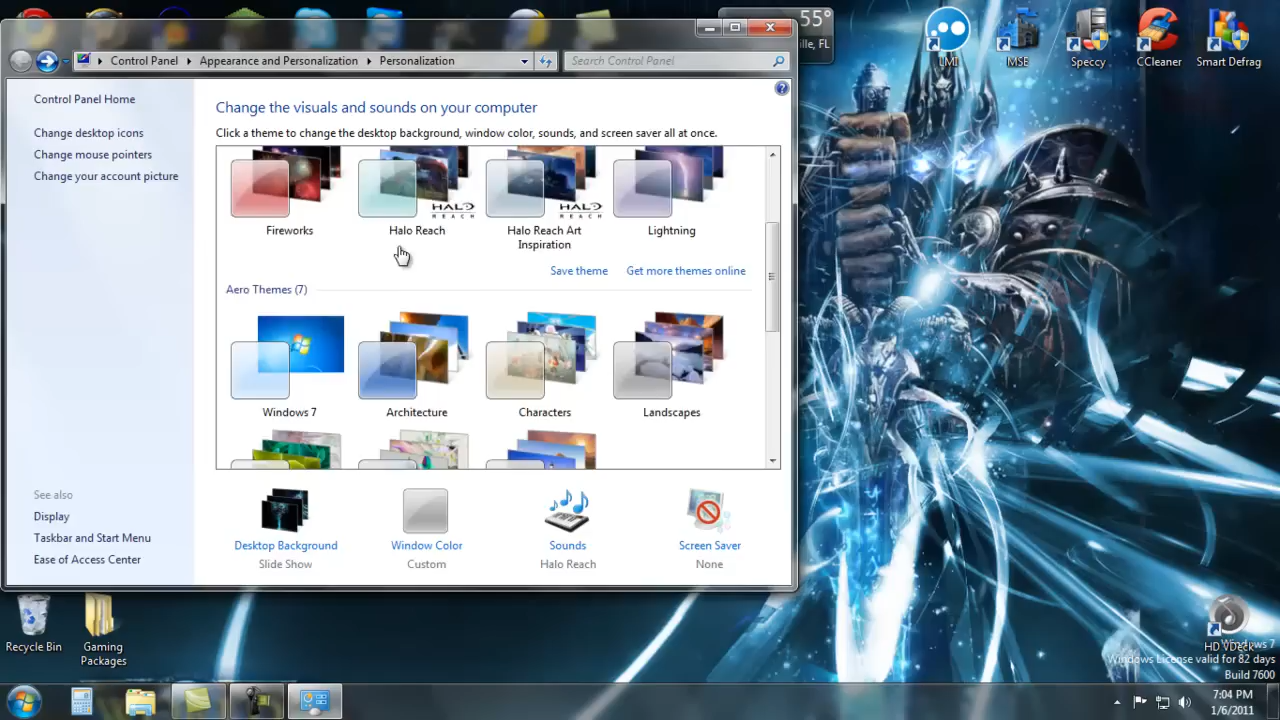 55°
ville, FL
LMI
MSE
Speccy
CCleaner
Smart Defrag
Control Panel
Appearance and Personalization
Personalization
Search Control Panel
Control Panel Home
Change desktop icons
Change mouse pointers
Change your account picture
Change the visuals and sounds on your computer
Click a theme to change the desktop background, window color, sounds, and screen saver all at once.
HALO
REACH
HALO
REACH
Fireworks
Halo Reach
Halo Reach Art
Inspiration
Lightning
Save theme
Get more themes online
Aero Themes (7)
Windows 7
Architecture
Characters
Landscapes
See also
Display
Taskbar and Start Menu
Ease of Access Center
Desktop Background
Slide Show
Window Color
Custom
Sounds
Halo Reach
Screen Saver
None
Recycle Bin
Gaming
Packages
HD VDeck
Windows 7
Windows License valid for 82 days
Build 7600
7:04 PM
1/6/2011